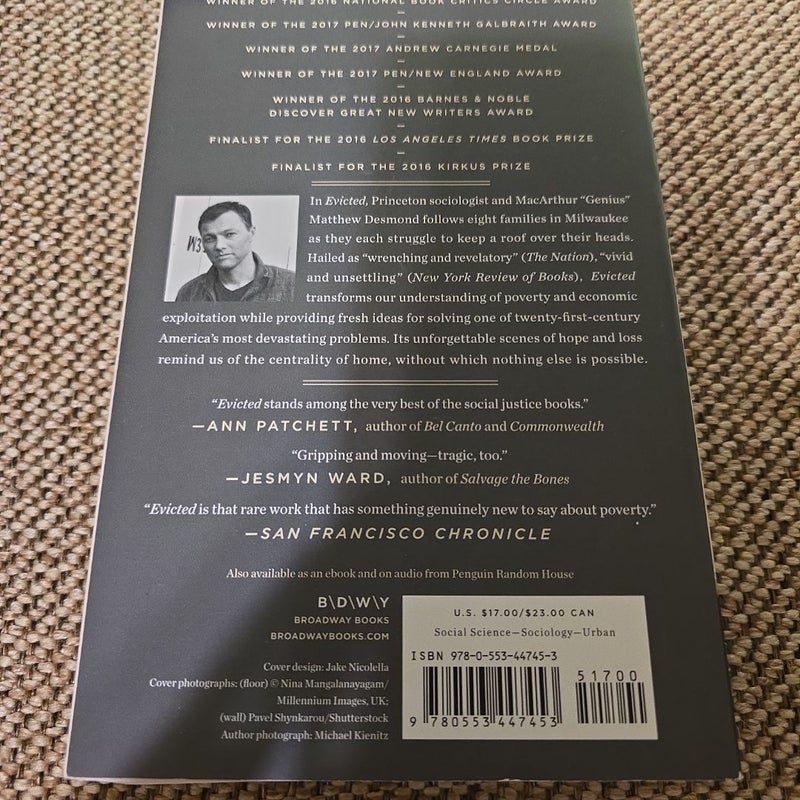 WINNER OF THE 2016 NATIONAL BOOK CRITICS CIRCLE AWARD
WINNER OF THE 2017 PEN/JOHN KENNETH GALBRAITH AWARD
WINNER OF THE 2017 ANDREW CARNEGIE MEDAL
WINNER OF THE 2017 PEN/NEW ENGLAND AWARD
WINNER OF THE 2016 BARNES & NOBLE
DISCOVER GREAT NEW WRITERS AWARD
FINALIST FOR THE 2016 LOS ANGELES TIMES BOOK PRIZE
FINALIST FOR THE 2016 KIRKUS PRIZE
In Evicted, Princeton sociologist and MacArthur “Genius”
Matthew Desmond follows eight families in Milwaukee
as they each struggle to keep a roof over their heads.
Hailed as “wrenching and revelatory” (The Nation), “vivid
and unsettling” (New York Review of Books), Evicted
transforms our understanding of poverty and economic
exploitation while providing fresh ideas for solving one of twenty-first-century
America’s most devastating problems. Its unforgettable scenes of hope and loss
remind us of the centrality of home, without which nothing else is possible.
“Evicted stands among the very best of the social justice books.”
—ANN PATCHETT, author of Bel Canto and Commonwealth
“Gripping and moving—tragic, too.”
—JESMYN WARD, author of Salvage the Bones
“Evicted is that rare work that has something genuinely new to say about poverty.”
—SAN FRANCISCO CHRONICLE
Also available as an ebook and on audio from Penguin Random House
B\D\W\Y
BROADWAY BOOKS
BROADWAYBOOKS.COM
Cover design: Jake Nicolella
Cover photographs: (floor) © Nina Mangalanayagam/
Millennium Images, UK;
(wall) Pavel Shynkarou/Shutterstock
Author photograph: Michael Kienitz
U.S. $17.00/$23.00 CAN
Social Science—Sociology—Urban
ISBN 978-0-553-44745-3
51700
9 780553 447453